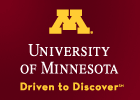 M
UNIVERSITY
OF MINNESOTA
Driven to Discover℠